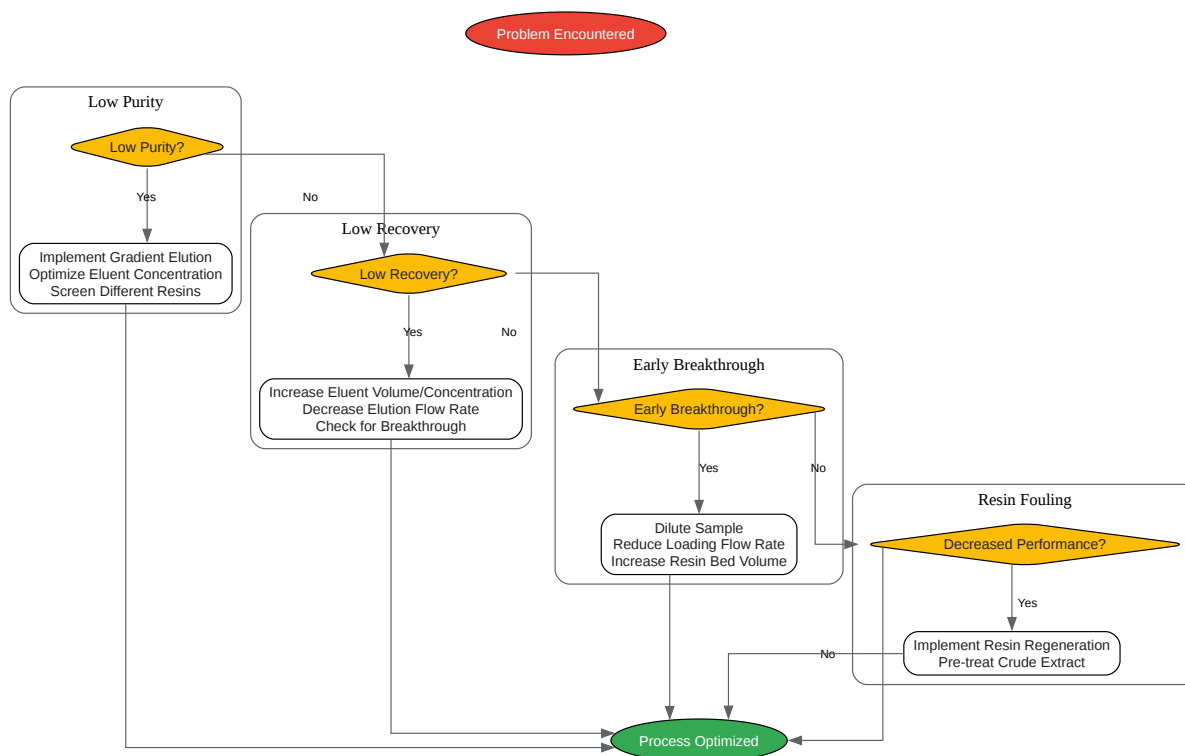 Problem Encountered
Low Purity
Low Purity?
Yes
No
Implement Gradient Elution
Optimize Eluent Concentration
Screen Different Resins
Low Recovery
Low Recovery?
Yes
No
Increase Eluent Volume/Concentration
Decrease Elution Flow Rate
Check for Breakthrough
Early Breakthrough
Early Breakthrough?
Yes
No
Dilute Sample
Reduce Loading Flow Rate
Increase Resin Bed Volume
Resin Fouling
Decreased Performance?
Yes
No
Implement Resin Regeneration
Pre-treat Crude Extract
Process Optimized